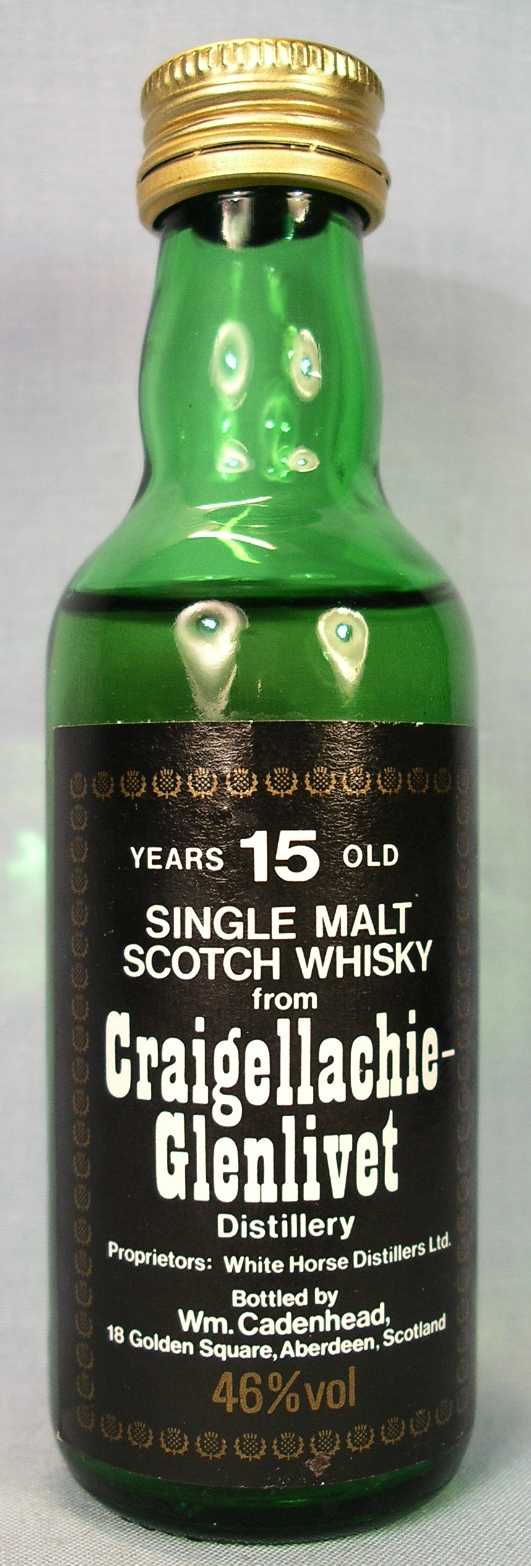 YEARS 15 OLD
SINGLE MALT
SCOTCH WHISKY
from
Craigellachie-
Glenlivet
Distillery
Proprietors: White Horse Distillers Ltd.
Bottled by
Wm. Cadenhead,
18 Golden Square, Aberdeen, Scotland
46% vol